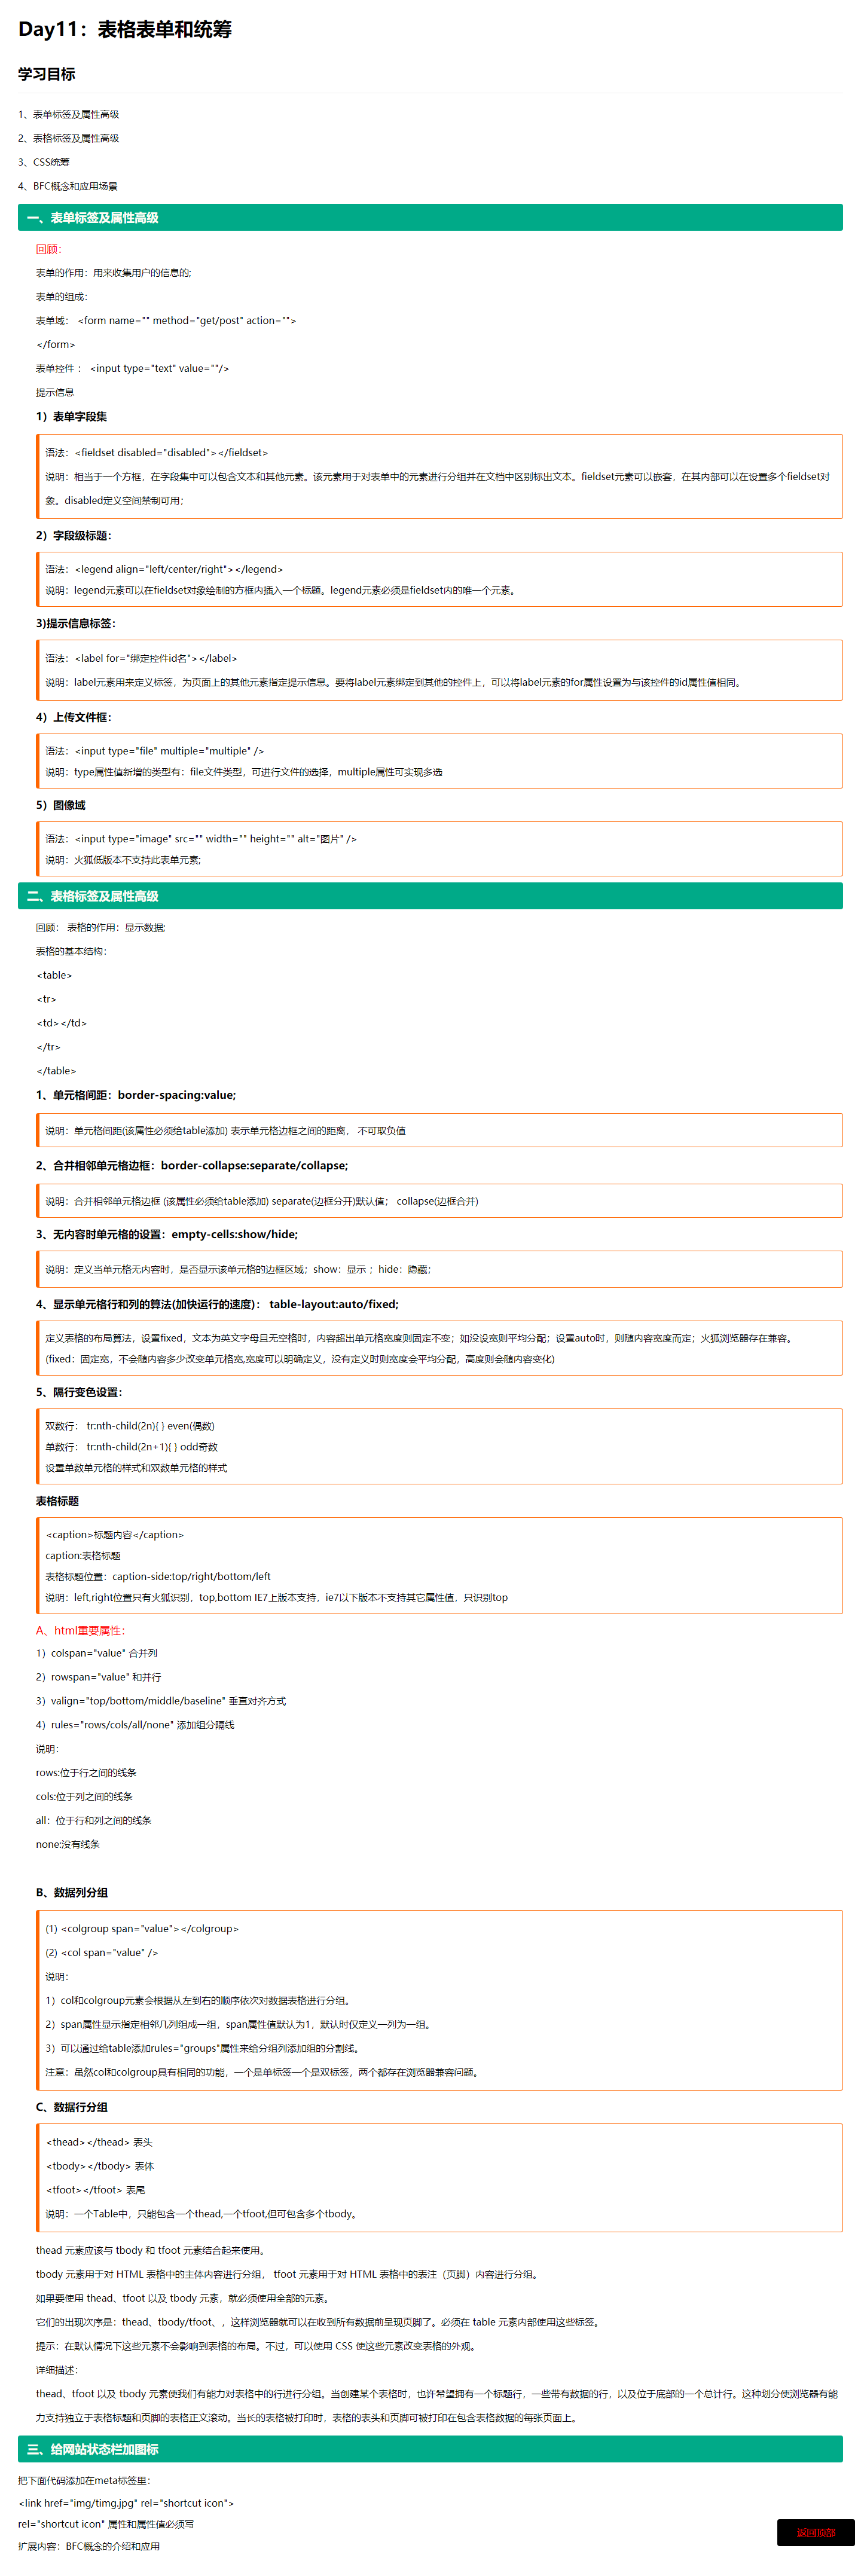 Day11：表格表单和统筹
学习目标
1、表单标签及属性高级
2、表格标签及属性高级
3、CSS统筹
4、BFC概念和应用场景
一、表单标签及属性高级
回顾：
表单的作用：用来收集用户的信息的;
表单的组成：
表单域： <form name="" method="get/post" action="">
</form>
表单控件 ： <input type="text" value=""/>
提示信息
1）表单字段集
语法：<fieldset disabled="disabled"></fieldset>
说明：相当于一个方框，在字段集中可以包含文本和其他元素。该元素用于对表单中的元素进行分组并在文档中区别标出文本。fieldset元素可以嵌套，在其内部可以在设置多个fieldset对
象。disabled定义空间禁制可用；
2）字段级标题：
语法：<legend align="left/center/right"></legend>
说明：legend元素可以在fieldset对象绘制的方框内插入一个标题。legend元素必须是fieldset内的唯一个元素。
3)提示信息标签：
语法：<label for="绑定控件id名"></label>
说明：label元素用来定义标签，为页面上的其他元素指定提示信息。要将label元素绑定到其他的控件上，可以将label元素的for属性设置为与该控件的id属性值相同。
4）上传文件框：
语法：<input type="file" multiple="multiple" />
说明：type属性值新增的类型有：file文件类型，可进行文件的选择，multiple属性可实现多选
5）图像域
语法：<input type="image" src="" width="" height="" alt="图片" />
说明：火狐低版本不支持此表单元素;
二、表格标签及属性高级
回顾： 表格的作用：显示数据;
表格的基本结构：
<table>
<tr>
<td></td>
</tr>
</table>
1、单元格间距：border-spacing:value;
说明：单元格间距(该属性必须给table添加) 表示单元格边框之间的距离， 不可取负值
2、合并相邻单元格边框：border-collapse:separate/collapse;
说明：合并相邻单元格边框 (该属性必须给table添加) separate(边框分开)默认值； collapse(边框合并)
3、无内容时单元格的设置：empty-cells:show/hide;
说明：定义当单元格无内容时，是否显示该单元格的边框区域；show：显示 ；hide：隐藏；
4、显示单元格行和列的算法(加快运行的速度)： table-layout:auto/fixed;
定义表格的布局算法，设置fixed，文本为英文字母且无空格时，内容超出单元格宽度则固定不变；如没设宽则平均分配；设置auto时，则随内容宽度而定；火狐浏览器存在兼容。
(fixed：固定宽，不会随内容多少改变单元格宽,宽度可以明确定义，没有定义时则宽度会平均分配，高度则会随内容变化)
5、隔行变色设置：
双数行： tr:nth-child(2n){ } even(偶数)
单数行： tr:nth-child(2n+1){ } odd奇数
设置单数单元格的样式和双数单元格的样式
表格标题
<caption>标题内容</caption>
caption:表格标题
表格标题位置：caption-side:top/right/bottom/left
说明：left,right位置只有火狐识别，top,bottom IE7上版本支持，ie7以下版本不支持其它属性值，只识别top
A、html重要属性：
1）colspan="value" 合并列
2）rowspan="value" 和并行
3）valign="top/bottom/middle/baseline" 垂直对齐方式
4）rules="rows/cols/all/none" 添加组分隔线
说明：
rows:位于行之间的线条
cols:位于列之间的线条
all：位于行和列之间的线条
none:没有线条
B、数据列分组
(1) <colgroup span="value"></colgroup>
(2) <col span="value" />
说明：
1）col和colgroup元素会根据从左到右的顺序依次对数据表格进行分组。
2）span属性显示指定相邻几列组成一组，span属性值默认为1，默认时仅定义一列为一组。
3）可以通过给table添加rules="groups"属性来给分组列添加组的分割线。
注意：虽然col和colgroup具有相同的功能，一个是单标签一个是双标签，两个都存在浏览器兼容问题。
C、数据行分组
<thead></thead> 表头
<tbody></tbody> 表体
<tfoot></tfoot> 表尾
说明：一个Table中，只能包含一个thead,一个tfoot,但可包含多个tbody。
thead 元素应该与 tbody 和 tfoot 元素结合起来使用。
tbody 元素用于对 HTML 表格中的主体内容进行分组， tfoot 元素用于对 HTML 表格中的表注（页脚）内容进行分组。
如果要使用 thead、tfoot 以及 tbody 元素，就必须使用全部的元素。
它们的出现次序是：thead、tbody/tfoot、，这样浏览器就可以在收到所有数据前呈现页脚了。必须在 table 元素内部使用这些标签。
提示：在默认情况下这些元素不会影响到表格的布局。不过，可以使用 CSS 使这些元素改变表格的外观。
详细描述：
thead、tfoot 以及 tbody 元素使我们有能力对表格中的行进行分组。当创建某个表格时，也许希望拥有一个标题行，一些带有数据的行，以及位于底部的一个总计行。这种划分使浏览器有能
力支持独立于表格标题和页脚的表格正文滚动。当长的表格被打印时，表格的表头和页脚可被打印在包含表格数据的每张页面上。
三、给网站状态栏加图标
把下面代码添加在meta标签里：
<link href="img/timg.jpg" rel="shortcut icon">
rel="shortcut icon" 属性和属性值必须写
返回顶部
扩展内容：BFC概念的介绍和应用